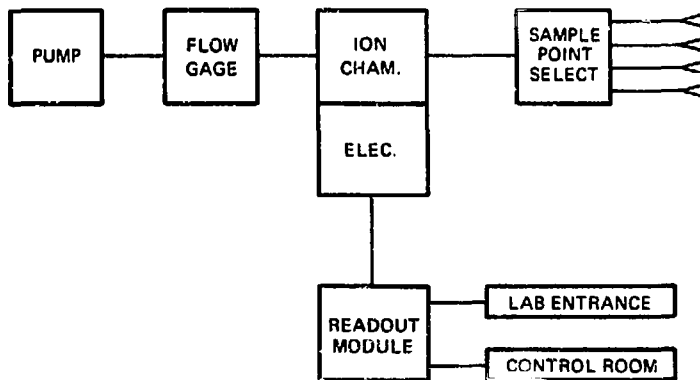 PUMP
FLOW
GAGE
ION
CHAM.
SAMPLE
POINT
SELECT
ELEC.
READOUT
MODULE
LAB ENTRANCE
CONTROL ROOM